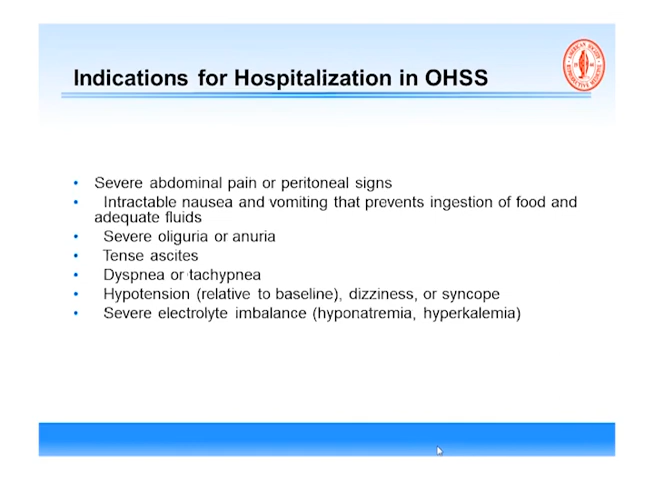 Indications for Hospitalization in OHSS
• Severe abdominal pain or peritoneal signs
• Intractable nausea and vomiting that prevents ingestion of food and
adequate fluids
• Severe oliguria or anuria
• Tense ascites
• Dyspnea or tachypnea
• Hypotension (relative to baseline), dizziness, or syncope
• Severe electrolyte imbalance (hyponatremia, hyperkalemia)